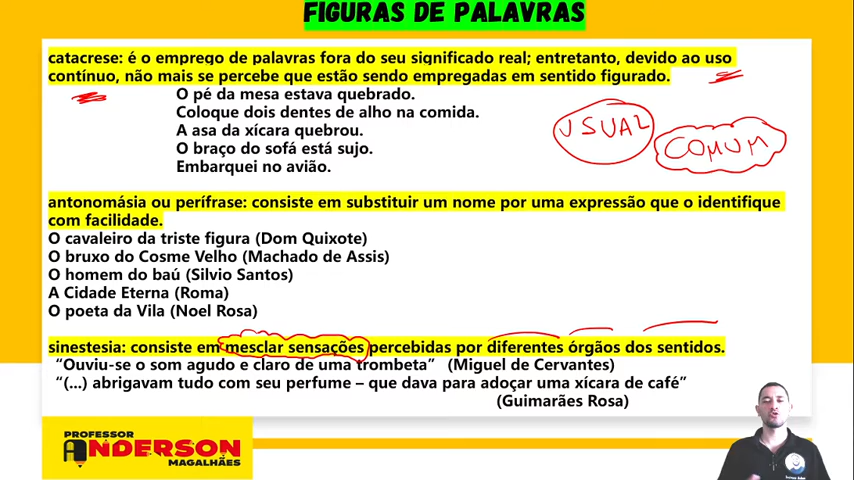 FIGURAS DE PALAVRAS
catacrese: é o emprego de palavras fora do seu significado real; entretanto, devido ao uso
contínuo, não mais se percebe que estão sendo empregadas em sentido figurado.
O pé da mesa estava quebrado.
Coloque dois dentes de alho na comida.
A asa da xícara quebrou.
O braço do sofá está sujo.
Embarquei no avião.
USUAL
COMUM
antonomásia ou perífrase: consiste em substituir um nome por uma expressão que o identifique
com facilidade.
O cavaleiro da triste figura (Dom Quixote)
O bruxo do Cosme Velho (Machado de Assis)
O homem do baú (Silvio Santos)
A Cidade Eterna (Roma)
O poeta da Vila (Noel Rosa)
sinestesia: consiste em mesclar sensações percebidas por diferentes órgãos dos sentidos.
“Ouviu-se o som agudo e claro de uma trombeta” (Miguel de Cervantes)
“(...) abrigavam tudo com seu perfume – que dava para adoçar uma xícara de café”
(Guimarães Rosa)
PROFESSOR
ANDERSON
MAGALHÃES